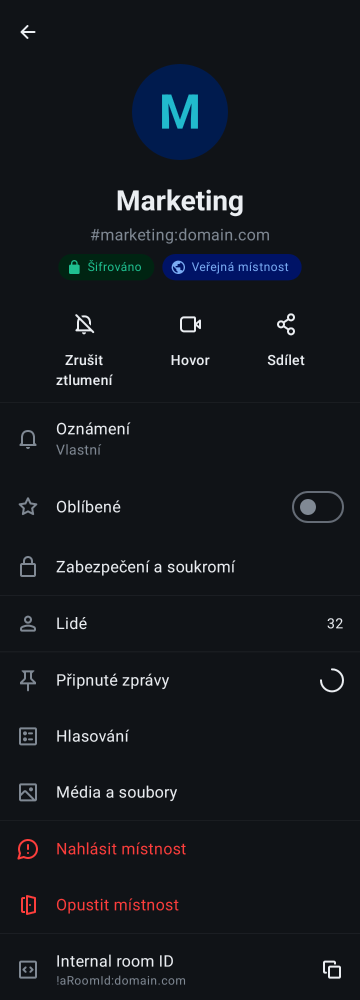 M
Marketing
#marketing:domain.com
Šifrováno
Veřejná místnost
Zrušit
ztlumení
Hovor
Sdílet
Oznámení
Vlastní
Oblíbené
Zabezpečení a soukromí
Lidé
32
Připnuté zprávy
Hlasování
Média a soubory
Nahlásit místnost
Opustit místnost
Internal room ID
!aRoomId:domain.com